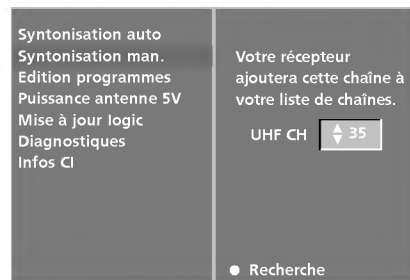 Syntonisation auto
Syntonisation man.
Edition programmes
Puissance antenne 5V
Mise à jour logic
Diagnostiques
Infos CI
Votre récepteur
ajoutera cette chaîne à
votre liste de chaînes.
UHF CH 35
Recherche